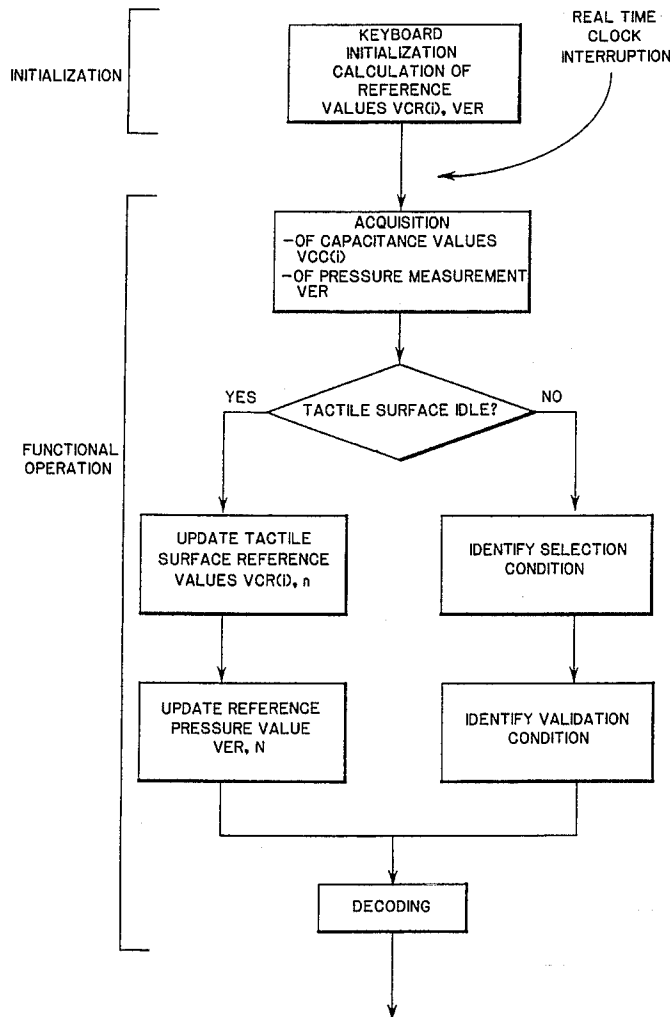 REAL TIME
CLOCK
INTERRUPTION
INITIALIZATION
KEYBOARD
INITIALIZATION
CALCULATION OF
REFERENCE
VALUES VCR(i), VER
ACQUISITION
-OF CAPACITANCE VALUES
VCC(i)
-OF PRESSURE MEASUREMENT
VER
YES
TACTILE SURFACE IDLE?
NO
FUNCTIONAL
OPERATION
UPDATE TACTILE
SURFACE REFERENCE
VALUES VCR(i), n
IDENTIFY SELECTION
CONDITION
UPDATE REFERENCE
PRESSURE VALUE
VER, N
IDENTIFY VALIDATION
CONDITION
DECODING